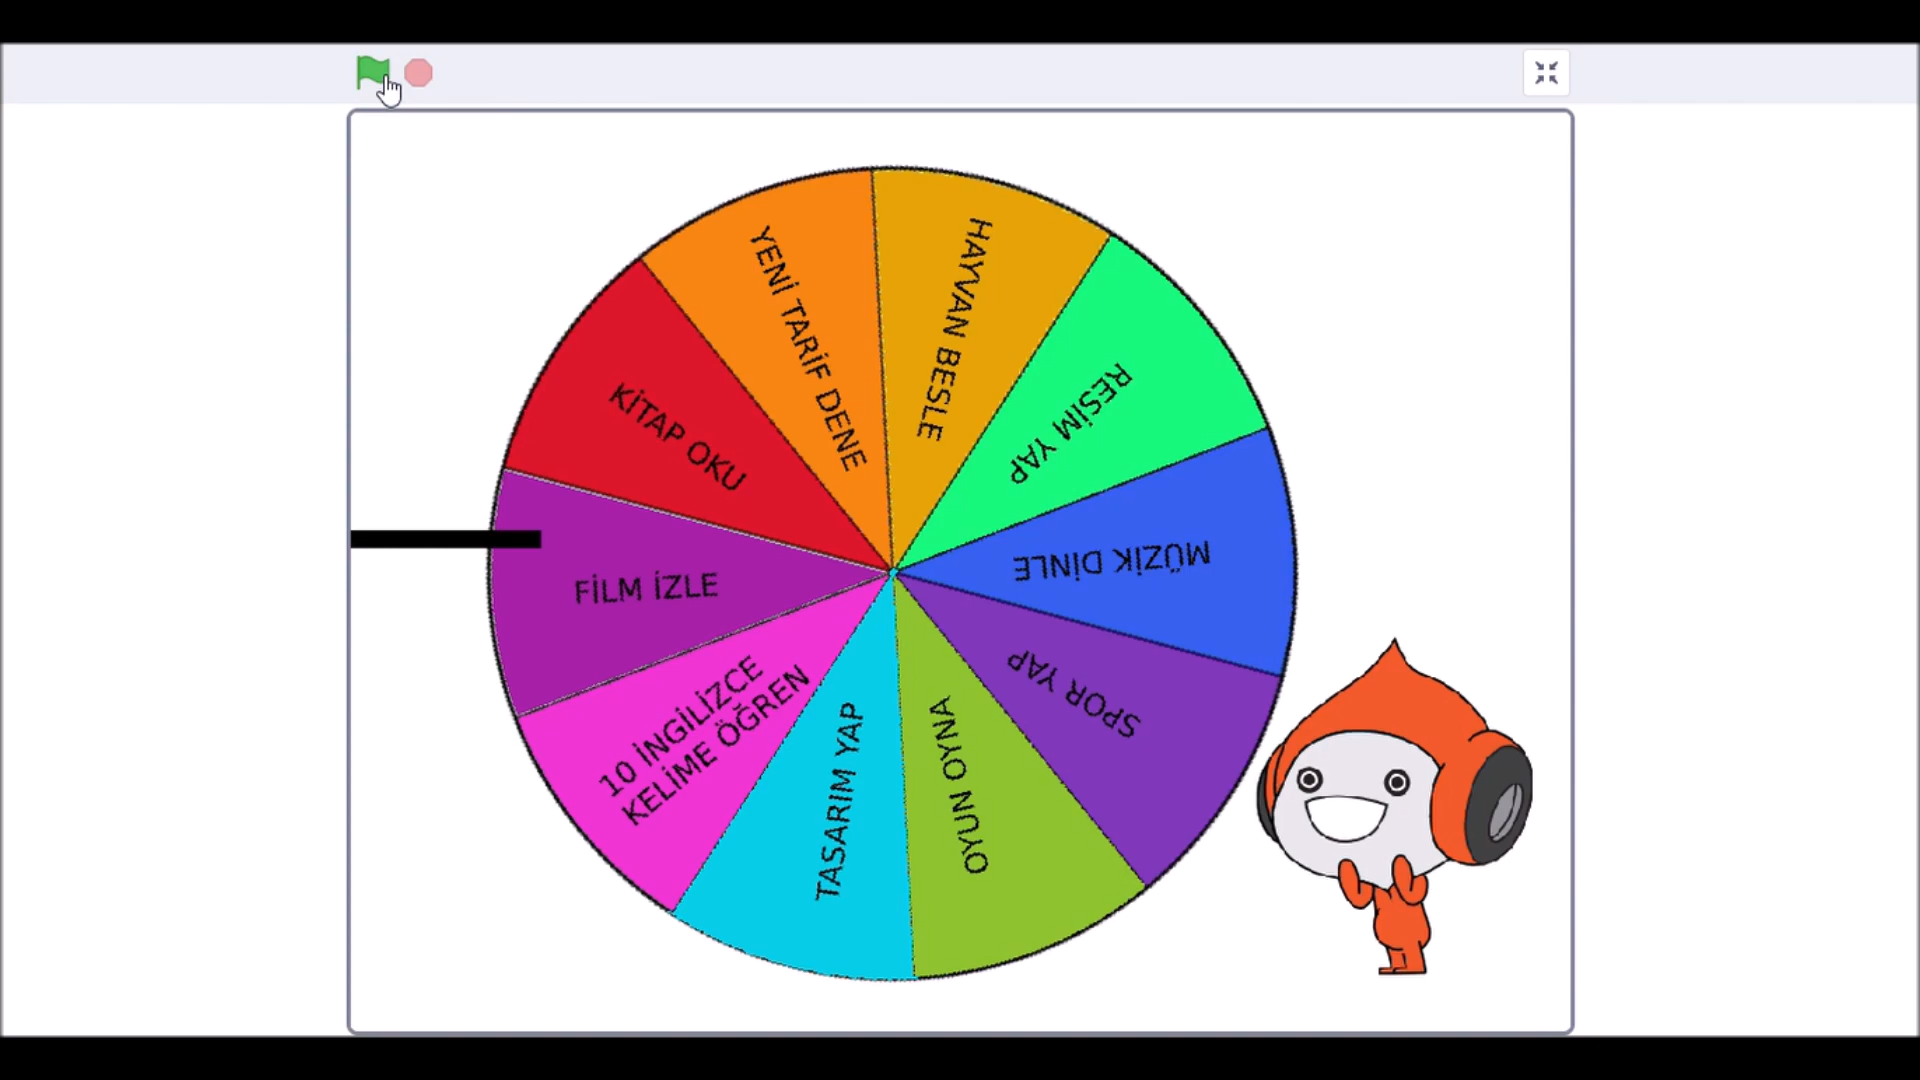 YENİ TARİF DENE
HAYVAN BESLE
RESİM YAP
MÜZİK DİNLE
SPOR YAP
OYUN OYNA
TASARIM YAP
10 İNGİLİZCE
KELİME ÖĞREN
FİLM İZLE
KİTAP OKU